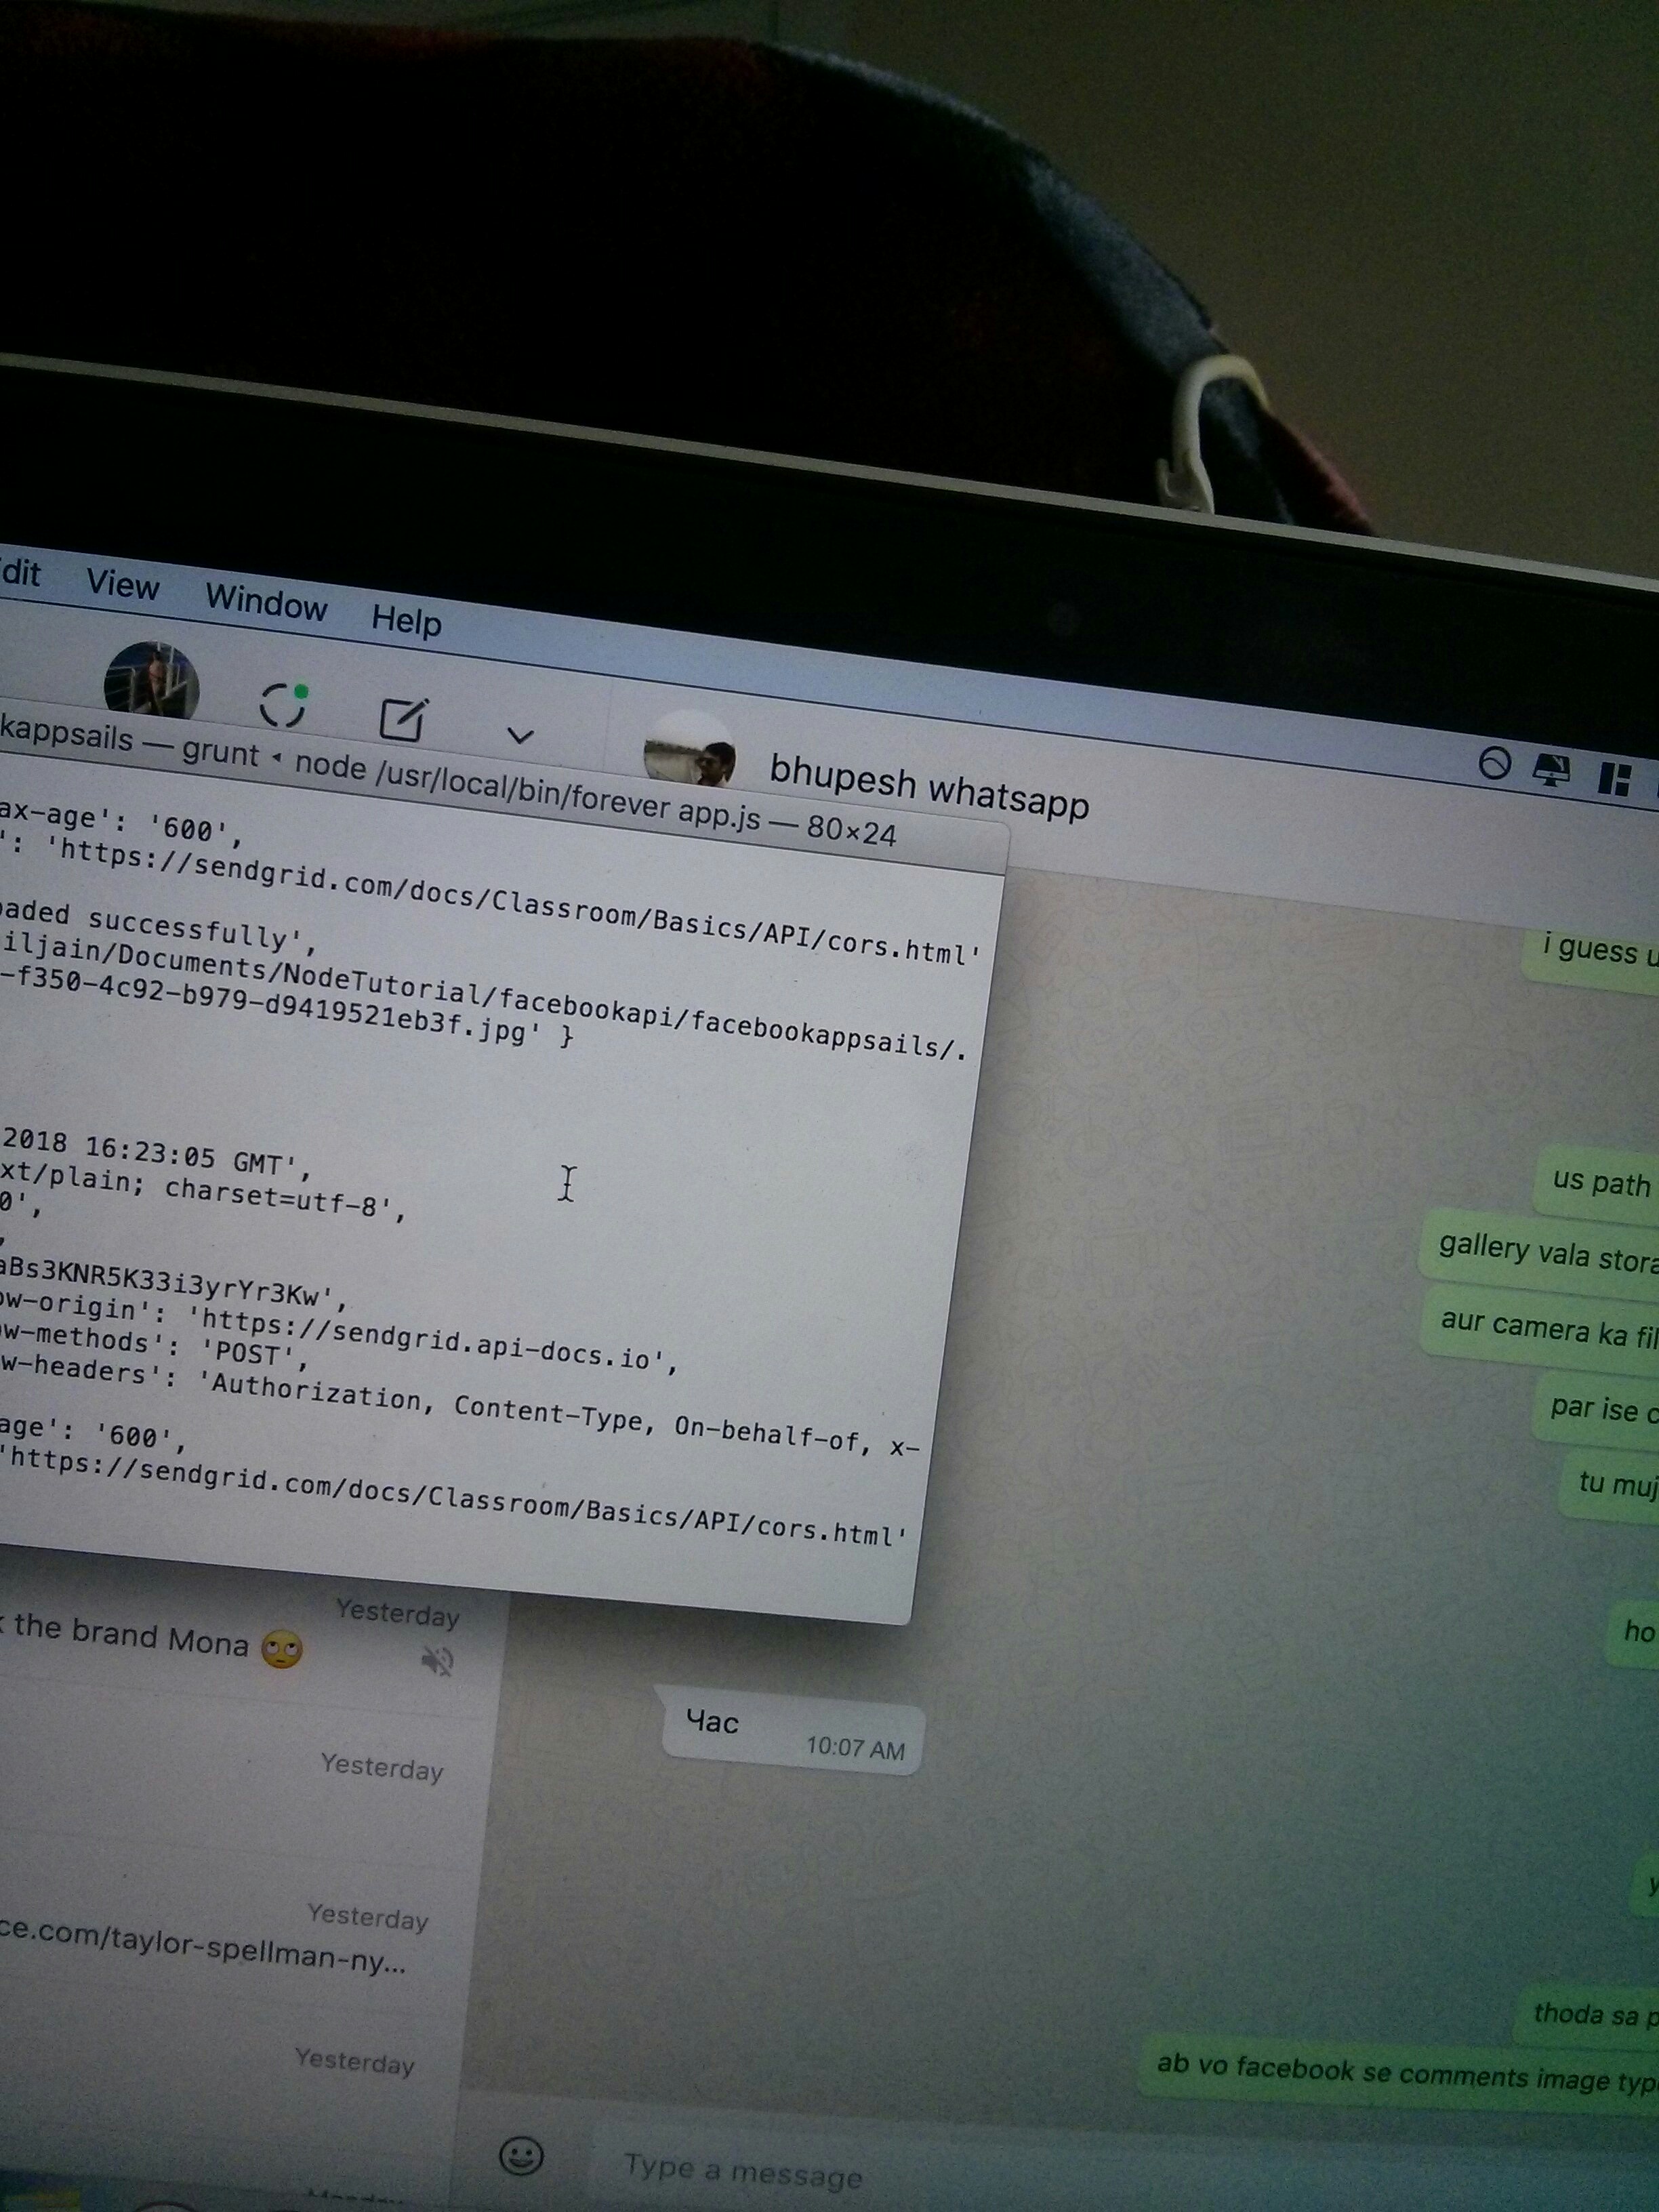 dit View Window Help
bhupesh whatsapp
kappsails — grunt ◂ node /usr/local/bin/forever app.js — 80×24
ax-age': '600',
': 'https://sendgrid.com/docs/Classroom/Basics/API/cors.html'
oaded successfully',
iljain/Documents/NodeTutorial/facebookapi/facebookappsails/.
-f350-4c92-b979-d9419521eb3f.jpg' }
2018 16:23:05 GMT',
xt/plain; charset=utf-8',
0',
,
aBs3KNR5K33i3yrYr3Kw',
ow-origin': 'https://sendgrid.api-docs.io',
ow-methods': 'POST',
w-headers': 'Authorization, Content-Type, On-behalf-of, x-
age': '600',
'https://sendgrid.com/docs/Classroom/Basics/API/cors.html'
Yesterday
the brand Mona 🙄
Yesterday
Yesterday
ce.com/taylor-spellman-ny...
Yesterday
i guess u
us path
gallery vala stora
aur camera ka fil
par ise c
tu muj
ho
Час
10:07 AM
y
thoda sa p
ab vo facebook se comments image typ
Type a message